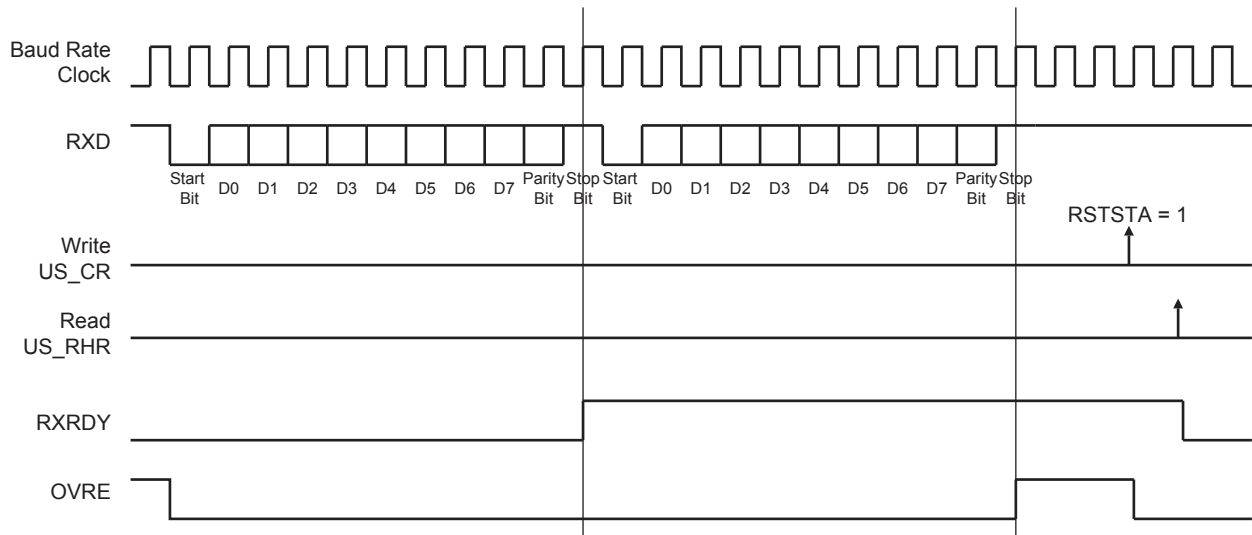 Baud Rate
Clock
RXD
Start
Bit
D0
D1
D2
D3
D4
D5
D6
D7
Parity
Bit
Stop
Bit
Start
Bit
D0
D1
D2
D3
D4
D5
D6
D7
Parity
Bit
Stop
Bit
RSTSTA = 1
Write
US_CR
Read
US_RHR
RXRDY
OVRE